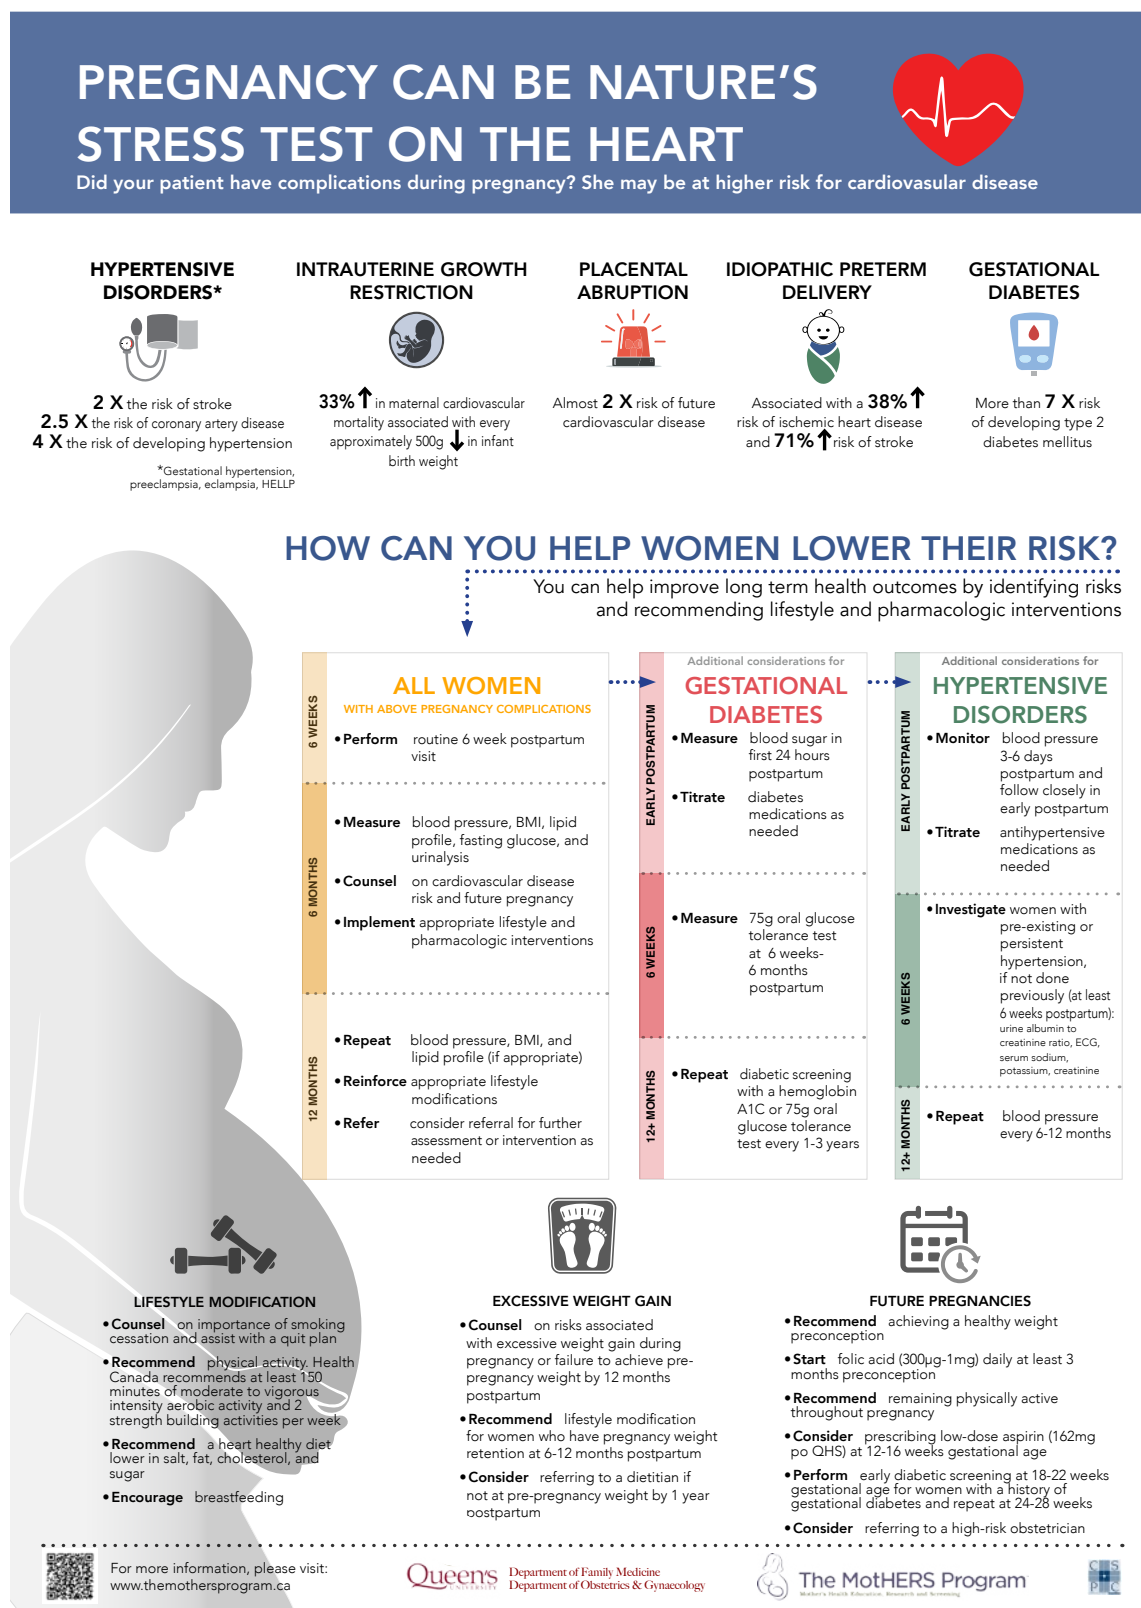 PREGNANCY CAN BE NATURE'S
STRESS TEST ON THE HEART
Did your patient have complications during pregnancy? She may be at higher risk for cardiovasular disease
HYPERTENSIVE
DISORDERS*
2 X the risk of stroke
2.5 X the risk of coronary artery disease
4 X the risk of developing hypertension
*Gestational hypertension,
preeclampsia, eclampsia, HELLP
INTRAUTERINE GROWTH
RESTRICTION
33% ↑ in maternal cardiovascular
mortality associated with every
approximately 500g ↓ in infant
birth weight
PLACENTAL
ABRUPTION
Almost 2 X risk of future
cardiovascular disease
IDIOPATHIC PRETERM
DELIVERY
Associated with a 38% ↑
risk of ischemic heart disease
and 71% ↑ risk of stroke
GESTATIONAL
DIABETES
More than 7 X risk
of developing type 2
diabetes mellitus
HOW CAN YOU HELP WOMEN LOWER THEIR RISK?
You can help improve long term health outcomes by identifying risks
and recommending lifestyle and pharmacologic interventions
ALL WOMEN
WITH ABOVE PREGNANCY COMPLICATIONS
6 WEEKS
• Perform routine 6 week postpartum
visit
6 MONTHS
• Measure blood pressure, BMI, lipid
profile, fasting glucose, and
urinalysis
• Counsel on cardiovascular disease
risk and future pregnancy
• Implement appropriate lifestyle and
pharmacologic interventions
12 MONTHS
• Repeat blood pressure, BMI, and
lipid profile (if appropriate)
• Reinforce appropriate lifestyle
modifications
• Refer consider referral for further
assessment or intervention as
needed
Additional considerations for
GESTATIONAL
DIABETES
EARLY POSTPARTUM
• Measure blood sugar in
first 24 hours
postpartum
• Titrate diabetes
medications as
needed
6 WEEKS
• Measure 75g oral glucose
tolerance test
at 6 weeks-
6 months
postpartum
12+ MONTHS
• Repeat diabetic screening
with a hemoglobin
A1C or 75g oral
glucose tolerance
test every 1-3 years
Additional considerations for
HYPERTENSIVE
DISORDERS
EARLY POSTPARTUM
• Monitor blood pressure
3-6 days
postpartum and
follow closely in
early postpartum
• Titrate antihypertensive
medications as
needed
6 WEEKS
• Investigate women with
pre-existing or
persistent
hypertension,
if not done
previously (at least
6 weeks postpartum):
urine albumin to
creatinine ratio, ECG,
serum sodium,
potassium, creatinine
12+ MONTHS
• Repeat blood pressure
every 6-12 months
LIFESTYLE MODIFICATION
• Counsel on importance of smoking
cessation and assist with a quit plan
• Recommend physical activity. Health
Canada recommends at least 150
minutes of moderate to vigorous
intensity aerobic activity and 2
strength building activities per week
• Recommend a heart healthy diet
lower in salt, fat, cholesterol, and
sugar
• Encourage breastfeeding
EXCESSIVE WEIGHT GAIN
• Counsel on risks associated
with excessive weight gain during
pregnancy or failure to achieve pre-
pregnancy weight by 12 months
postpartum
• Recommend lifestyle modification
for women who have pregnancy weight
retention at 6-12 months postpartum
• Consider referring to a dietitian if
not at pre-pregnancy weight by 1 year
postpartum
FUTURE PREGNANCIES
• Recommend achieving a healthy weight
preconception
• Start folic acid (300µg-1mg) daily at least 3
months preconception
• Recommend remaining physically active
throughout pregnancy
• Consider prescribing low-dose aspirin (162mg
po QHS) at 12-16 weeks gestational age
• Perform early diabetic screening at 18-22 weeks
gestational age for women with a history of
gestational diabetes and repeat at 24-28 weeks
• Consider referring to a high-risk obstetrician
For more information, please visit:
www.themothersprogram.ca
Queen's
UNIVERSITY
Department of Family Medicine
Department of Obstetrics & Gynaecology
The MotHERS Program
Mother's Health Education, Research and Screening
C S
P C